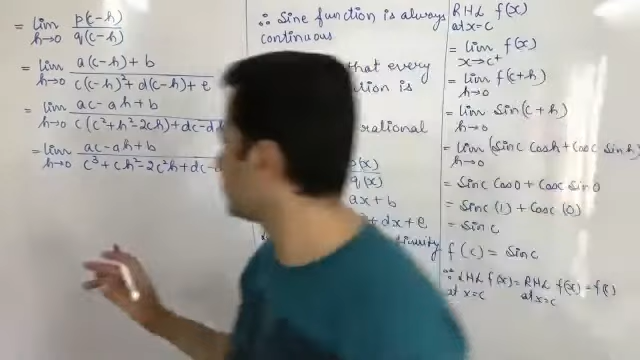 = lim h→0 p(c-h) / q(c-h)
= lim h→0 a(c-h)+b / c(c-h)²+d(c-h)+e
= lim h→0 ac-ah+b / c(c²+h²-2ch)+dc-d
= lim h→0 ac-ah+b / c³+ch²-2c²h+dc-
∴ Sine function is always
continuous
that every
is
rational
p(x)
q(x)
ax+b
+dx+e
RHL f(x)
at x=c
= lim x→c+ f(x)
= lim h→0 f(c+h)
= lim h→0 Sin(c+h)
= lim h→0 (Sinc Cosh + Cosc Sinh)
= Sinc Cos0 + Cosc Sin0
= Sinc (1) + Cosc (0)
= Sinc
f(c) = Sinc
∵ LHL f(x) = RHL f(x) = f(c)
at x=c at x=c